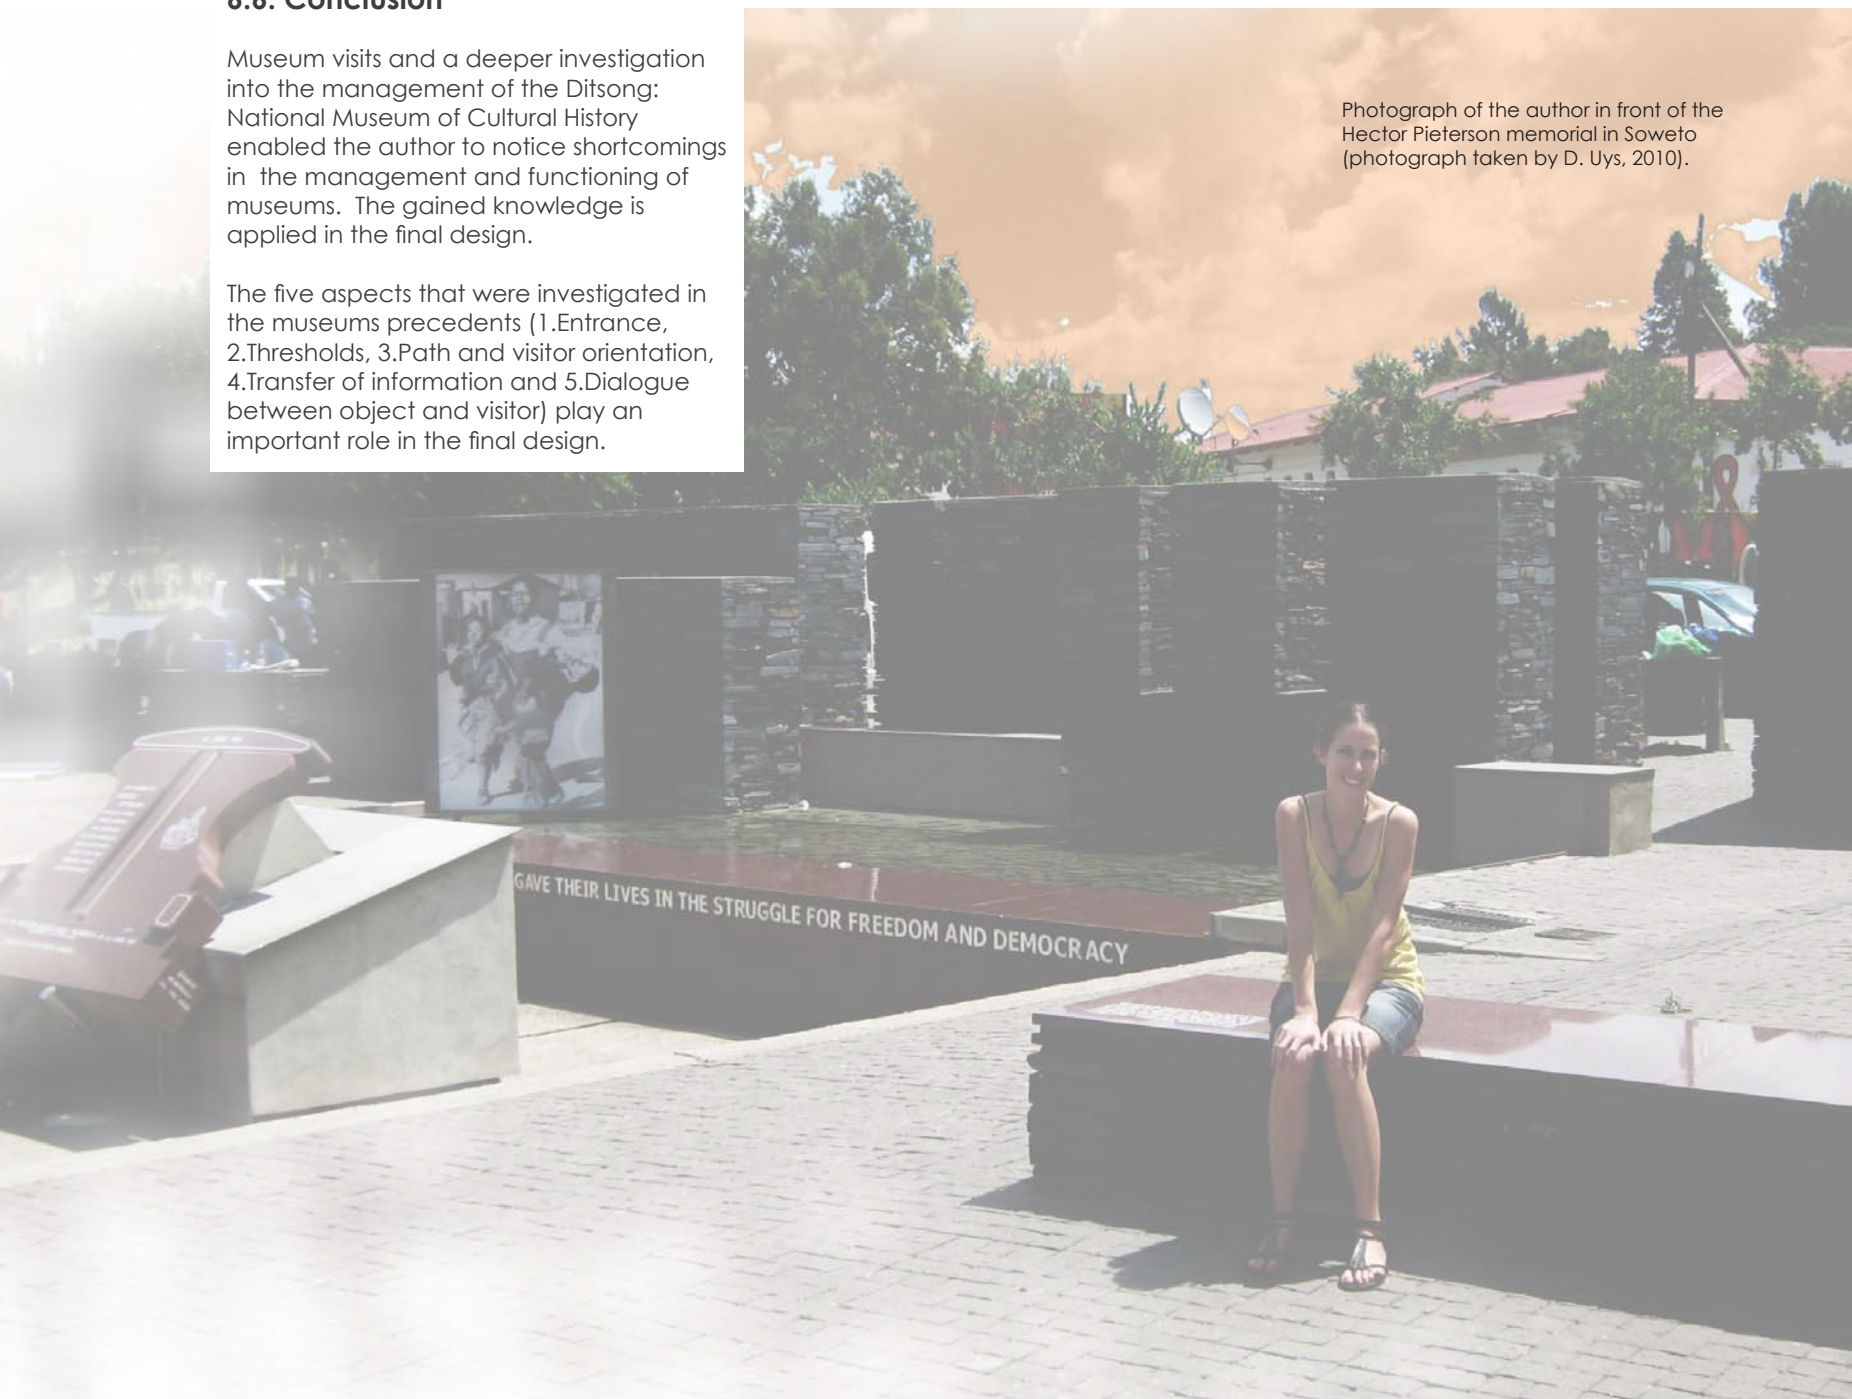 6.6. Conclusion
Museum visits and a deeper investigation
into the management of the Ditsong:
National Museum of Cultural History
enabled the author to notice shortcomings
in  the management and functioning of
museums.  The gained knowledge is
applied in the final design.
The five aspects that were investigated in
the museums precedents (1.Entrance,
2.Thresholds, 3.Path and visitor orientation,
4.Transfer of information and 5.Dialogue
between object and visitor) play an
important role in the final design.
Photograph of the author in front of the
Hector Pieterson memorial in Soweto
(photograph taken by D. Uys, 2010).
GAVE THEIR LIVES IN THE STRUGGLE FOR FREEDOM AND DEMOCRACY